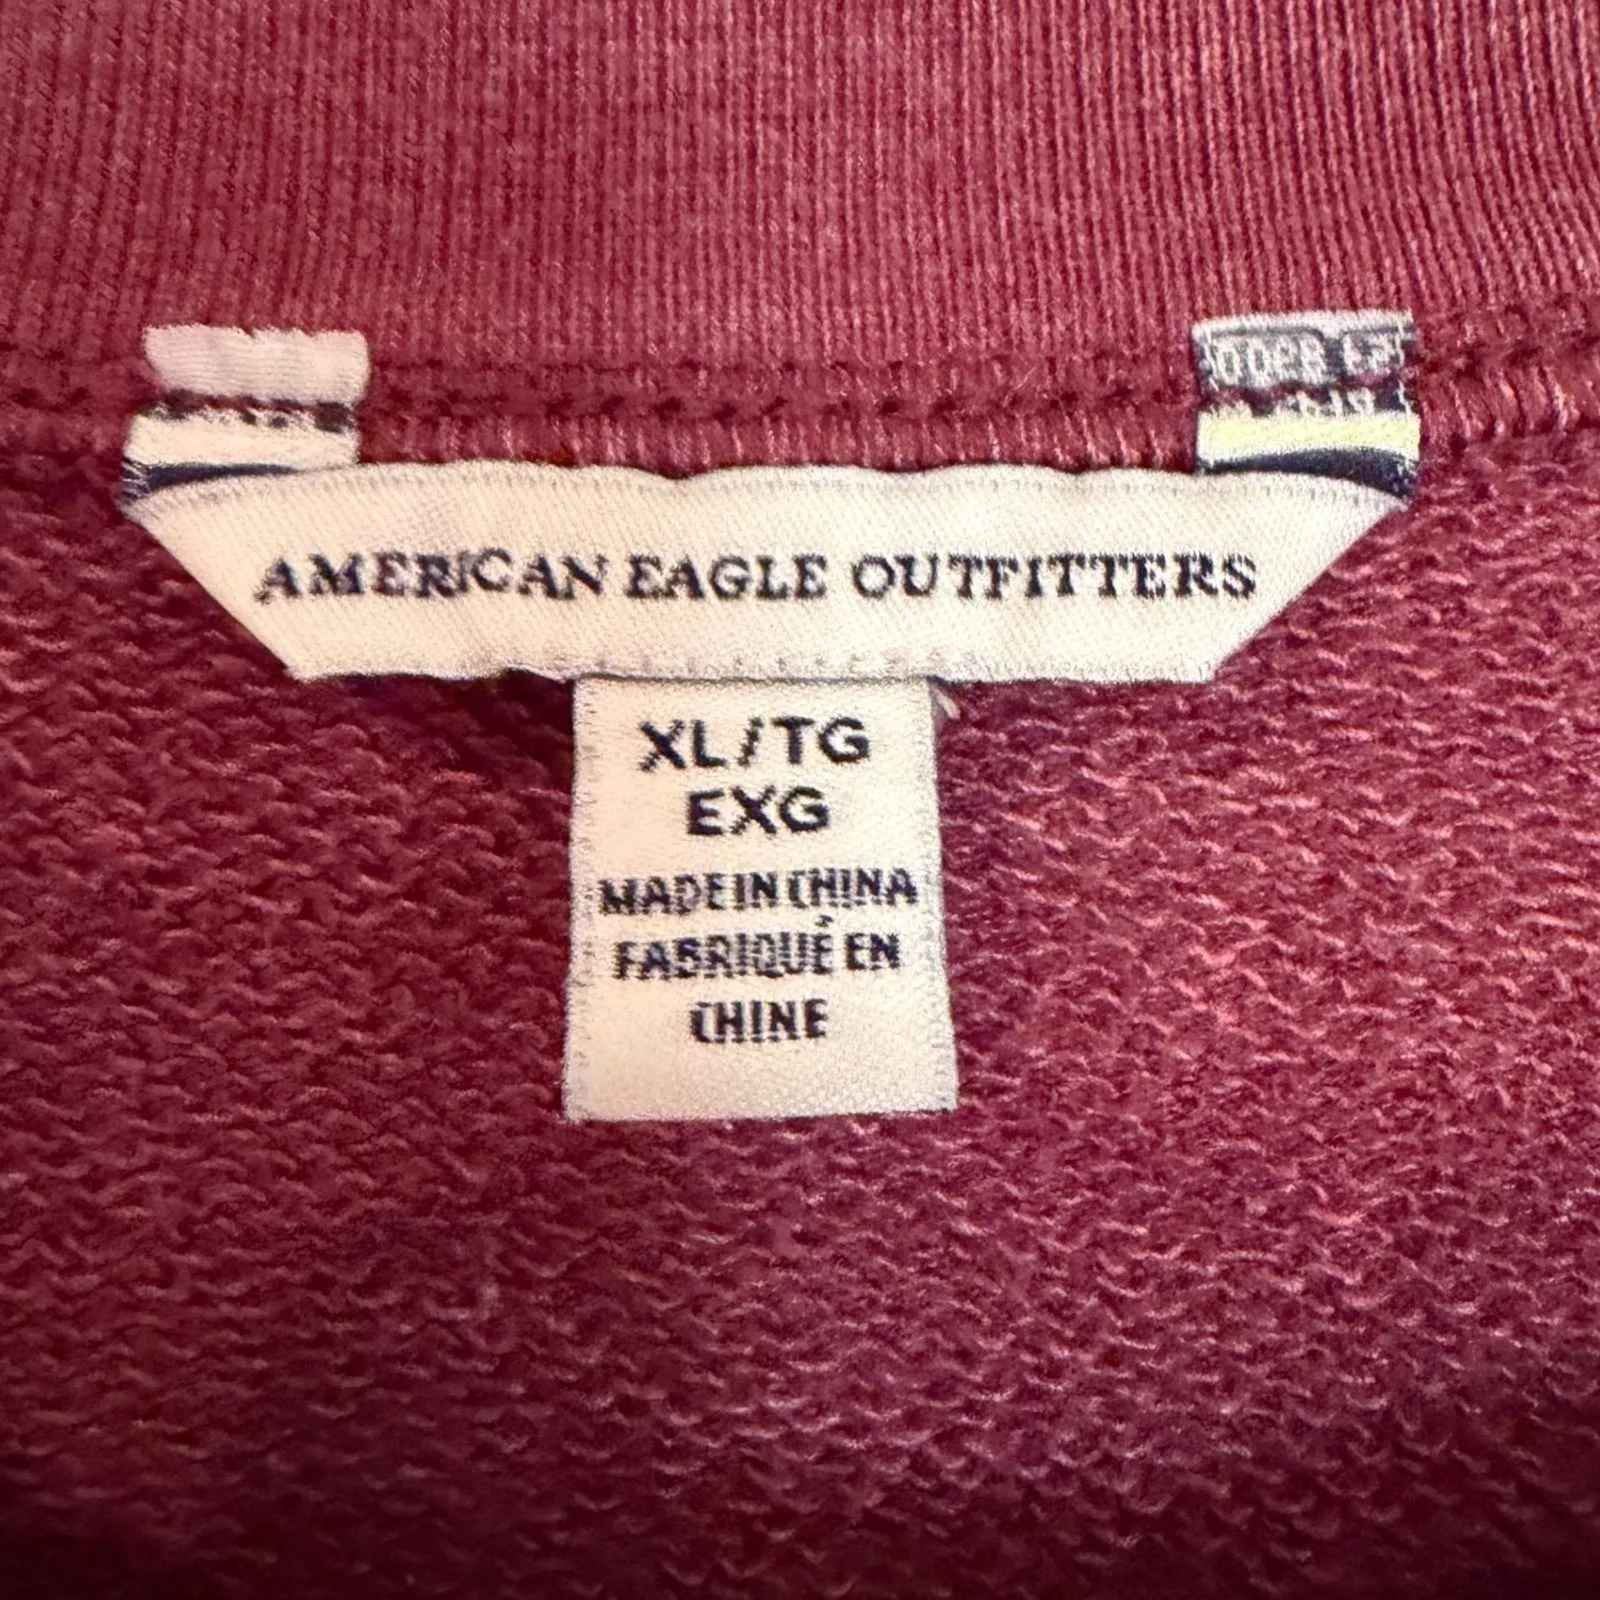 AMERICAN EAGLE OUTFITTERS
XL/TG
EXG
MADE IN CHINA
FABRIQUÉ EN
CHINE